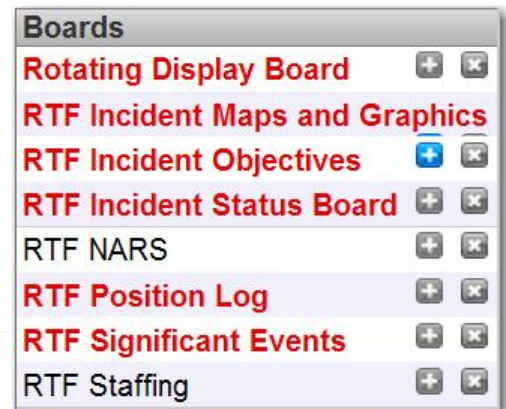 Boards
Rotating Display Board
RTF Incident Maps and Graphics
RTF Incident Objectives
RTF Incident Status Board
RTF NARS
RTF Position Log
RTF Significant Events
RTF Staffing